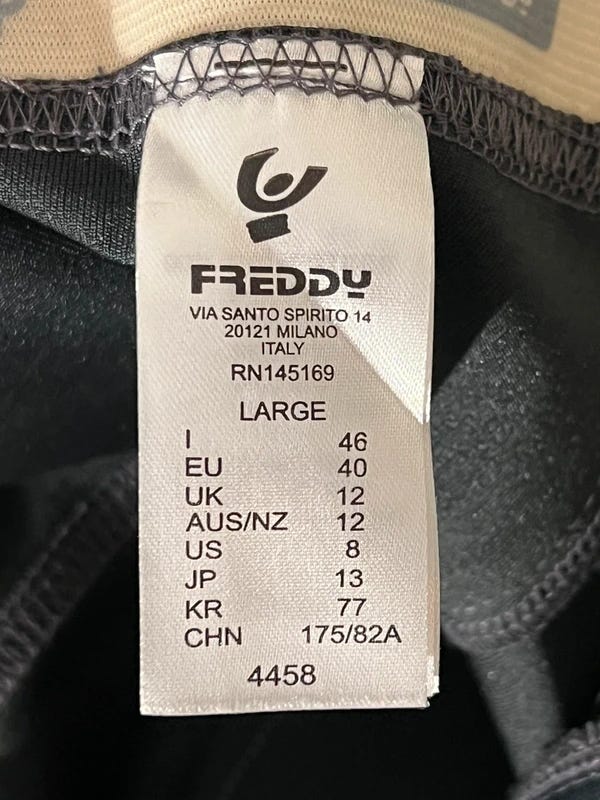 FREDDY
VIA SANTO SPIRITO 14
20121 MILANO
ITALY
RN145169
LARGE
I 46
EU 40
UK 12
AUS/NZ 12
US 8
JP 13
KR 77
CHN 175/82A
4458